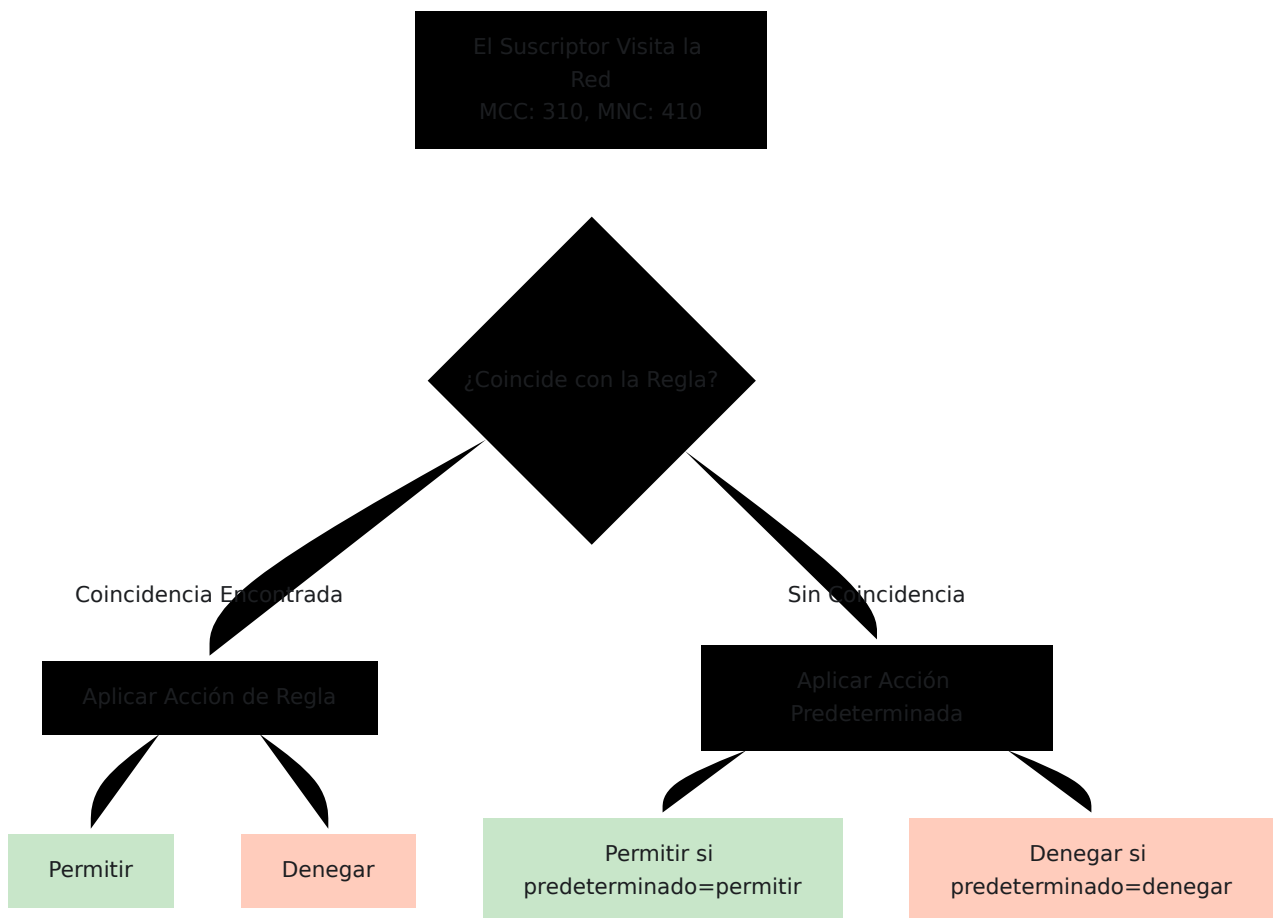 El Suscriptor Visita la
Red
MCC: 310, MNC: 410
¿Coincide con la Regla?
Coincidencia Encontrada
Sin Coincidencia
Aplicar Acción de Regla
Aplicar Acción
Predeterminada
Permitir
Denegar
Permitir si
predeterminado=permitir
Denegar si
predeterminado=denegar